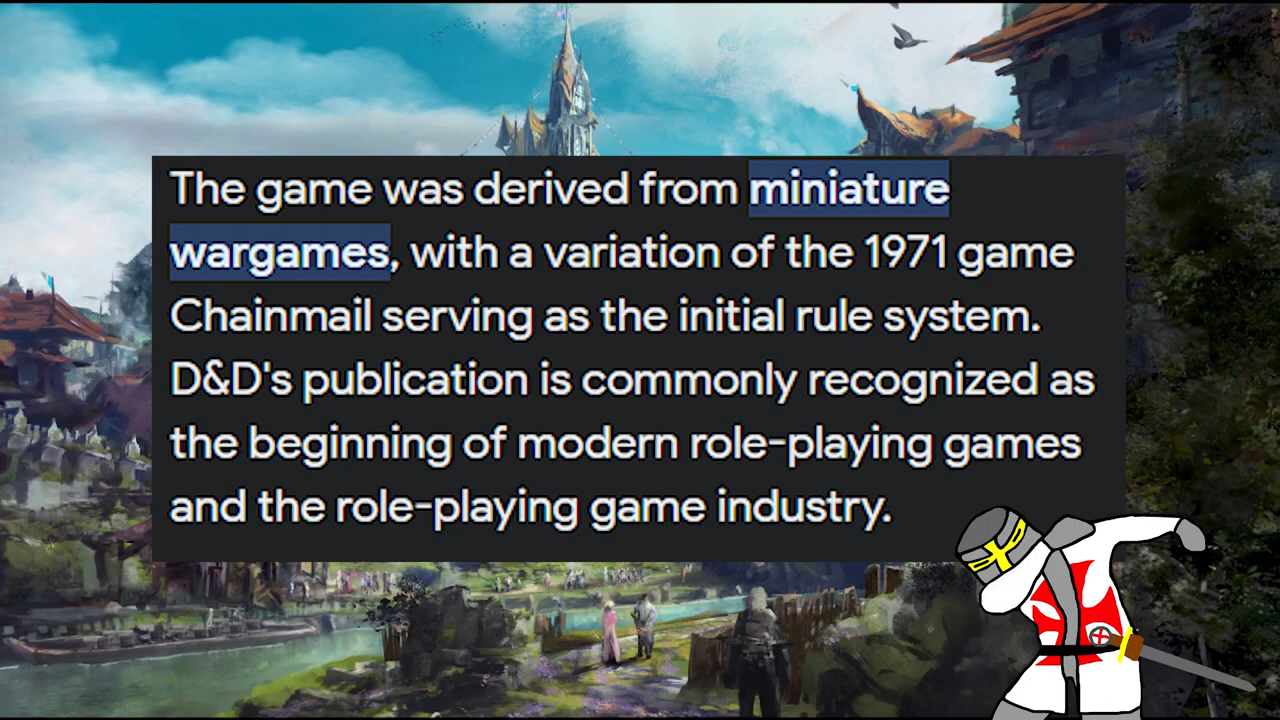 The game was derived from miniature
wargames, with a variation of the 1971 game
Chainmail serving as the initial rule system.
D&D's publication is commonly recognized as
the beginning of modern role-playing games
and the role-playing game industry.